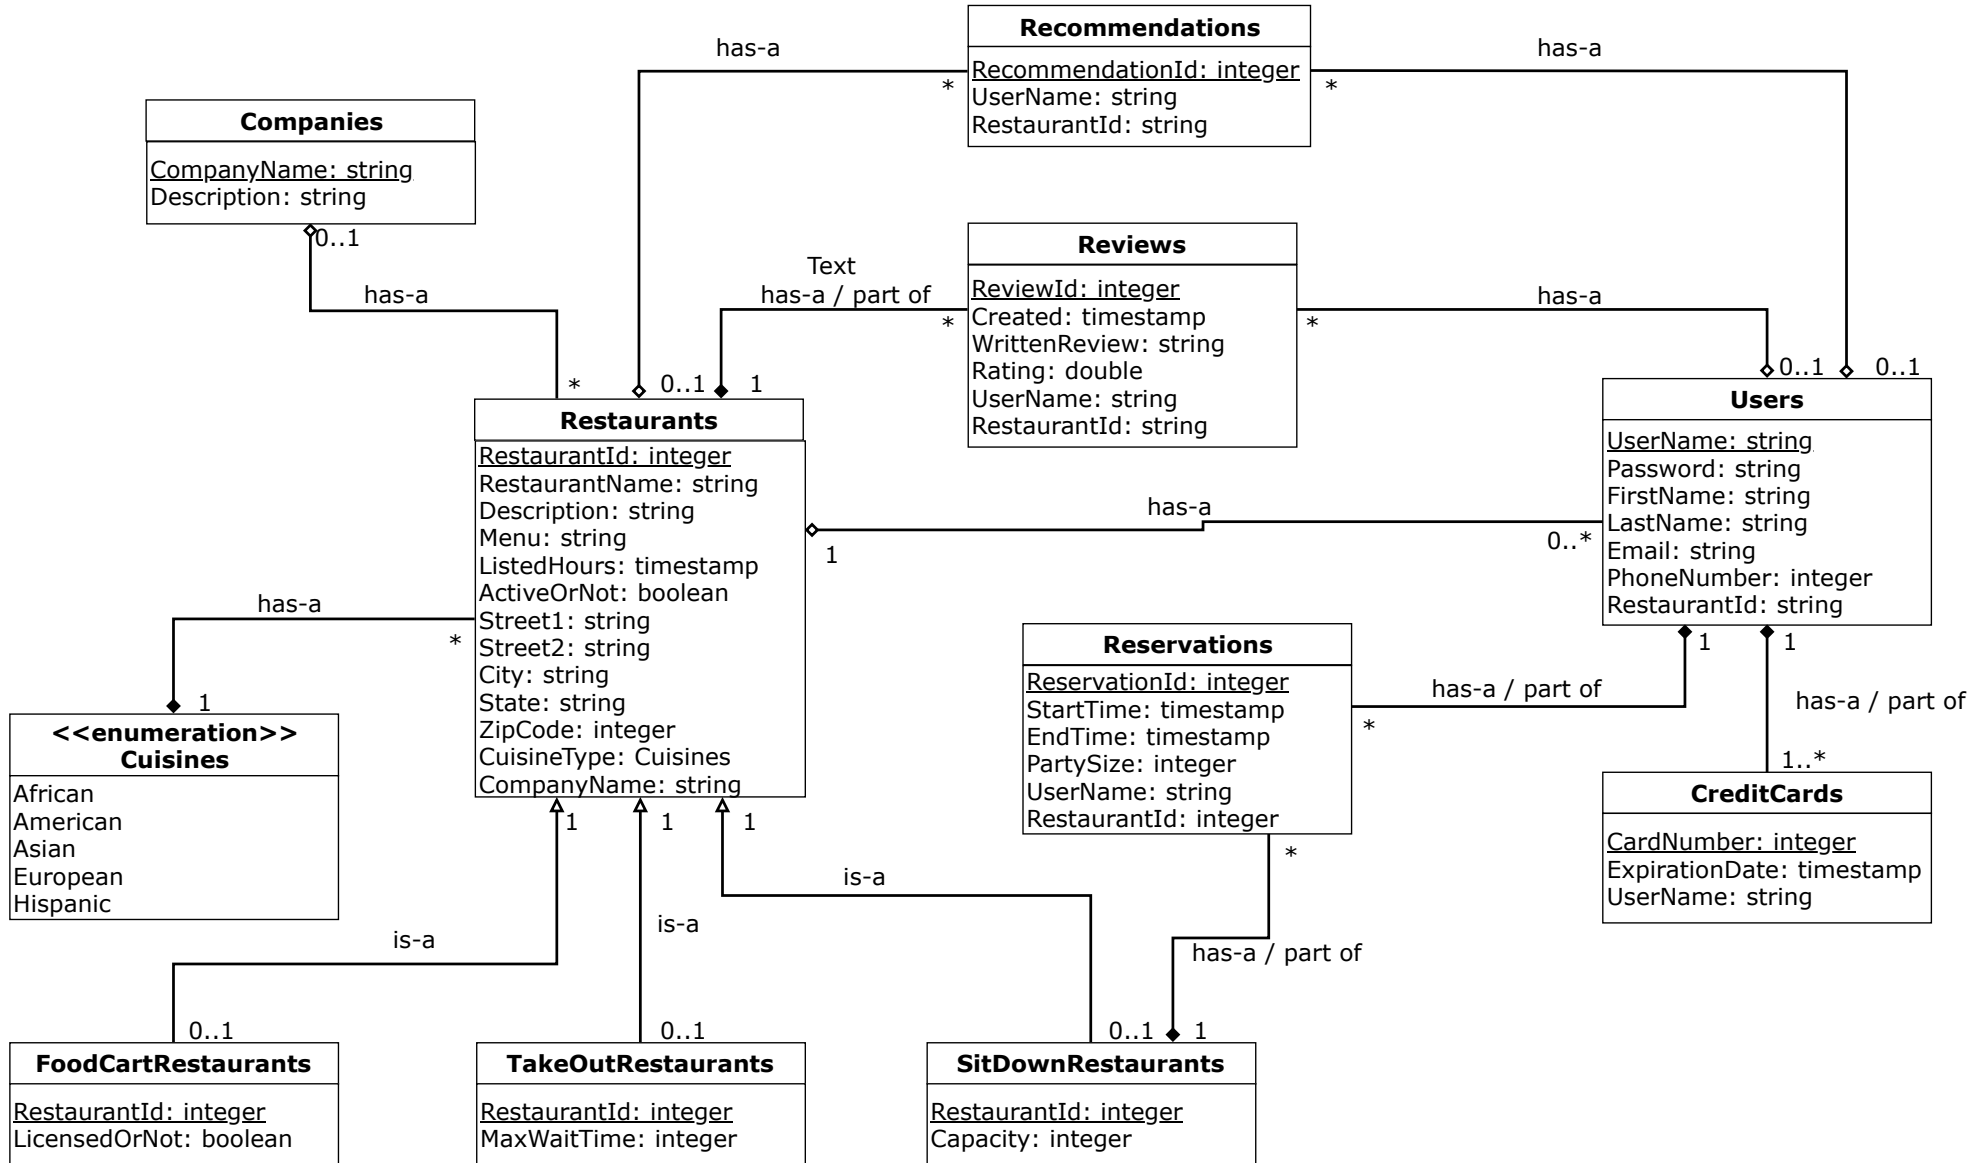 Recommendations
RecommendationId: integer
UserName: string
RestaurantId: string
has-a
*
has-a
*
Companies
CompanyName: string
Description: string
0..1
has-a
*
Reviews
ReviewId: integer
Created: timestamp
WrittenReview: string
Rating: double
UserName: string
RestaurantId: string
Text
has-a / part of
*
has-a
*
0..1
1
0..1
0..1
Restaurants
RestaurantId: integer
RestaurantName: string
Description: string
Menu: string
ListedHours: timestamp
ActiveOrNot: boolean
Street1: string
Street2: string
City: string
State: string
ZipCode: integer
CuisineType: Cuisines
CompanyName: string
Users
UserName: string
Password: string
FirstName: string
LastName: string
Email: string
PhoneNumber: integer
RestaurantId: string
has-a
1
0..*
has-a
*
1
<<enumeration>>
Cuisines
African
American
Asian
European
Hispanic
Reservations
ReservationId: integer
StartTime: timestamp
EndTime: timestamp
PartySize: integer
UserName: string
RestaurantId: integer
1
1
has-a / part of
*
has-a / part of
1..*
CreditCards
CardNumber: integer
ExpirationDate: timestamp
UserName: string
1
1
1
*
is-a
is-a
is-a
has-a / part of
0..1
0..1
0..1
1
FoodCartRestaurants
RestaurantId: integer
LicensedOrNot: boolean
TakeOutRestaurants
RestaurantId: integer
MaxWaitTime: integer
SitDownRestaurants
RestaurantId: integer
Capacity: integer